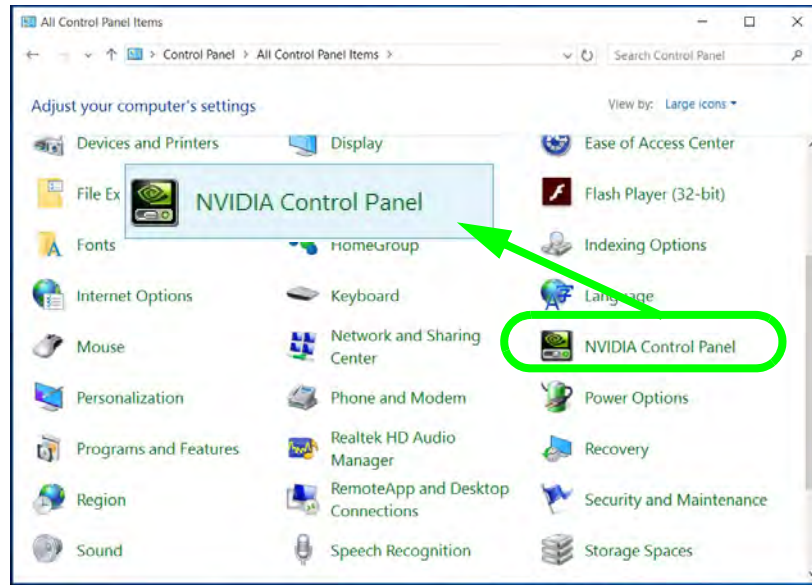 All Control Panel Items
Control Panel > All Control Panel Items >
Search Control Panel
Adjust your computer's settings
View by: Large icons
Devices and Printers
Display
Ease of Access Center
File Ex
NVIDIA Control Panel
Flash Player (32-bit)
Fonts
HomeGroup
Indexing Options
Internet Options
Keyboard
Language
Mouse
Network and Sharing
Center
NVIDIA Control Panel
Personalization
Phone and Modem
Power Options
Programs and Features
Realtek HD Audio
Manager
Recovery
Region
RemoteApp and Desktop
Connections
Security and Maintenance
Sound
Speech Recognition
Storage Spaces